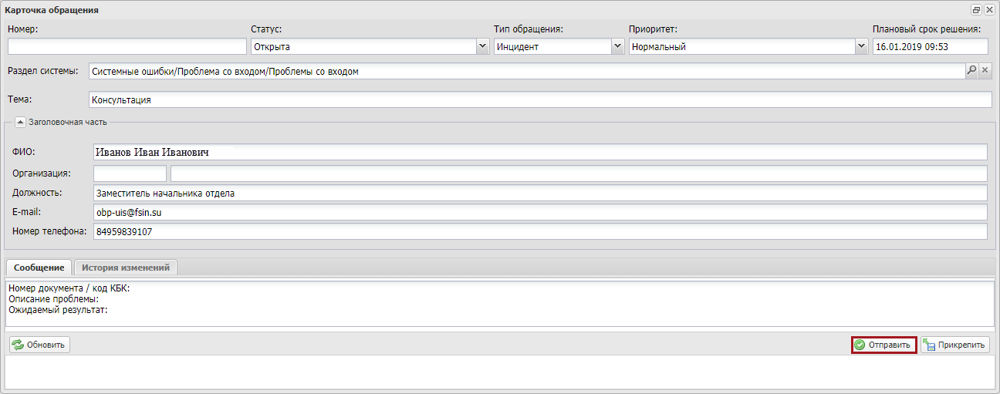 Карточка обращения
Номер: Статус: Тип обращения: Приоритет: Плановый срок решения:
Открыта Инцидент Нормальный 16.01.2019 09:53
Раздел системы: Системные ошибки/Проблема со входом/Проблемы со входом
Тема: Консультация
Заголовочная часть
ФИО: Иванов Иван Иванович
Организация:
Должность: Заместитель начальника отдела
E-mail: obp-uis@fsin.su
Номер телефона: 84959839107
Сообщение История изменений
Номер документа / код КБК:
Описание проблемы:
Ожидаемый результат:
Обновить Отправить Прикрепить